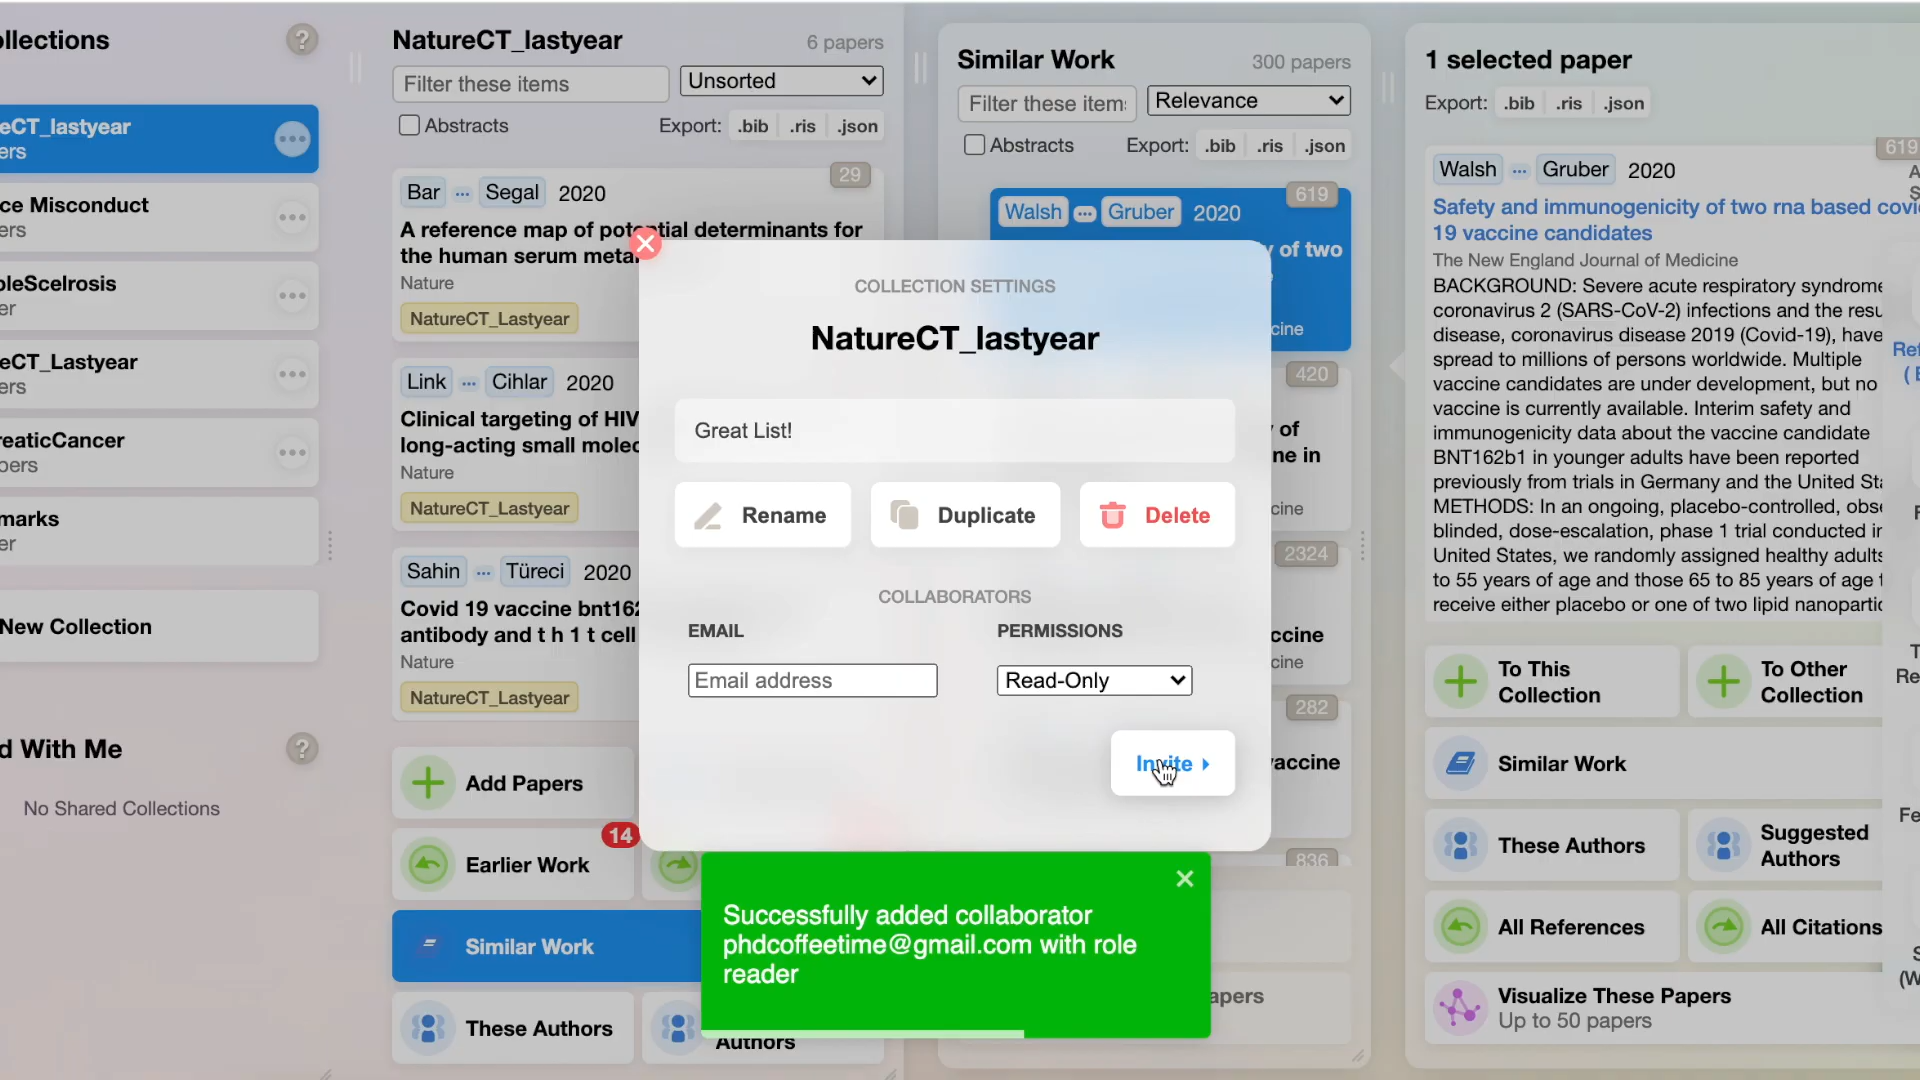 ollections
?
eCT_lastyear
ers
ce Misconduct
ers
oleScelrosis
er
eCT_Lastyear
ers
reaticCancer
pers
marks
er
New Collection
d With Me
?
No Shared Collections
NatureCT_lastyear
6 papers
Filter these items
Unsorted
Abstracts
Export: .bib .ris .json
29
Bar ... Segal 2020
A reference map of potential determinants for
the human serum meta
Nature
NatureCT_Lastyear
Link ... Cihlar 2020
Clinical targeting of HIV
long-acting small molec
Nature
NatureCT_Lastyear
Sahin ... Türeci 2020
Covid 19 vaccine bnt162
antibody and t h 1 t cell
Nature
NatureCT_Lastyear
Add Papers
14
Earlier Work
Similar Work
These Authors
Authors
COLLECTION SETTINGS
NatureCT_lastyear
Great List!
Rename
Duplicate
Delete
COLLABORATORS
EMAIL
PERMISSIONS
Email address
Read-Only
Invite
Successfully added collaborator
phdcoffeetime@gmail.com with role
reader
Similar Work
300 papers
Filter these item
Relevance
Abstracts
Export: .bib .ris .json
619
Walsh ... Gruber 2020
y of two
cine
420
of
ne in
cine
2324
ccine
cine
282
accine
836
apers
1 selected paper
Export: .bib .ris .json
619
Walsh ... Gruber 2020
Safety and immunogenicity of two rna based covi
19 vaccine candidates
The New England Journal of Medicine
BACKGROUND: Severe acute respiratory syndrome
coronavirus 2 (SARS-CoV-2) infections and the resu
disease, coronavirus disease 2019 (Covid-19), have
spread to millions of persons worldwide. Multiple
vaccine candidates are under development, but no
vaccine is currently available. Interim safety and
immunogenicity data about the vaccine candidate
BNT162b1 in younger adults have been reported
previously from trials in Germany and the United Sta
METHODS: In an ongoing, placebo-controlled, obse
blinded, dose-escalation, phase 1 trial conducted in
United States, we randomly assigned healthy adults
to 55 years of age and those 65 to 85 years of age t
receive either placebo or one of two lipid nanopartic
To This
Collection
To Other
Collection
Similar Work
These Authors
Suggested
Authors
All References
All Citations
Visualize These Papers
Up to 50 papers
Ref
Re
Fe